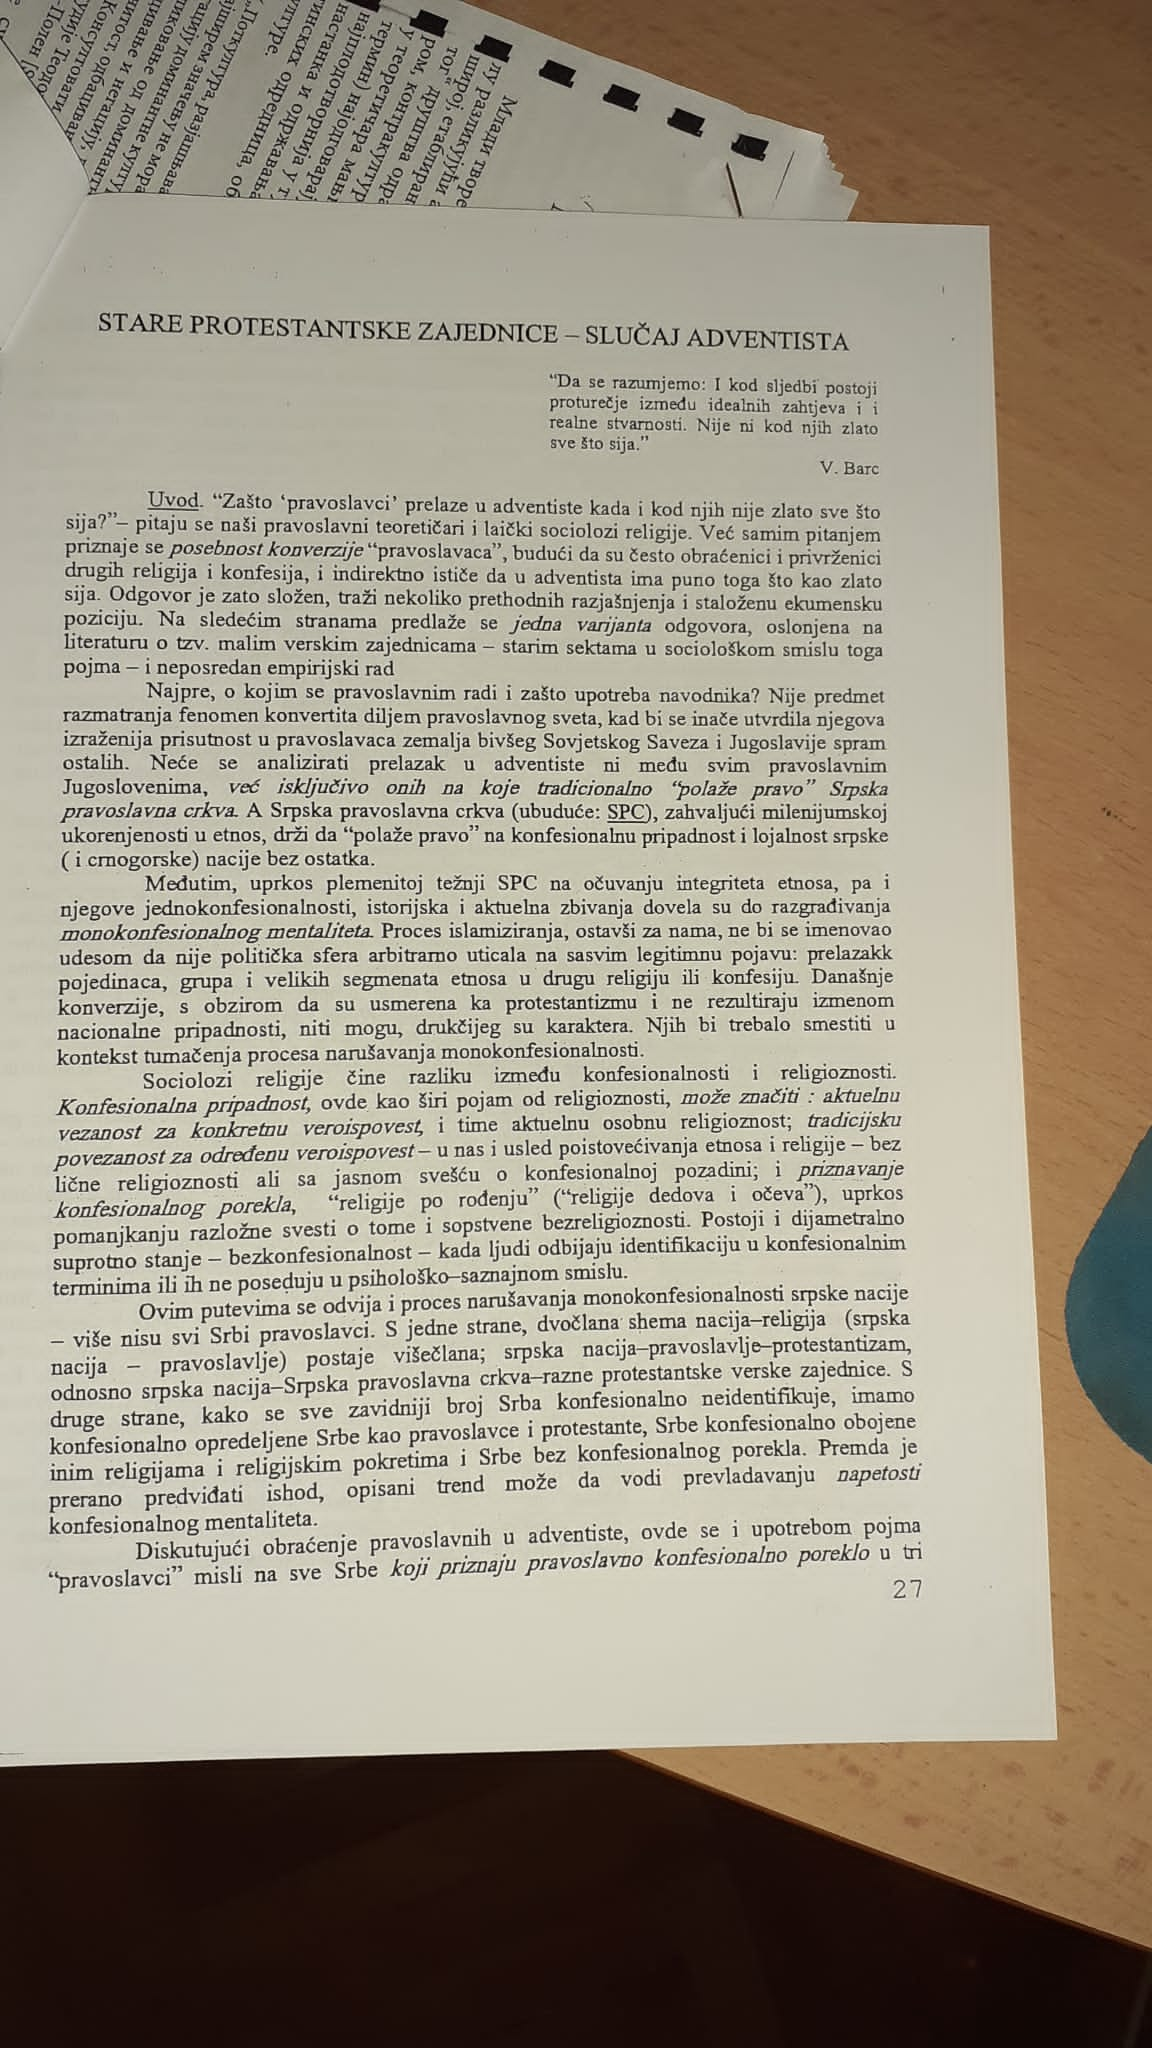 STARE PROTESTANTSKE ZAJEDNICE – SLUČAJ ADVENTISTA
“Da se razumjemo: I kod sljedbi postoji
proturečje između idealnih zahtjeva i i
realne stvarnosti. Nije ni kod njih zlato
sve što sija.”
V. Barc
Uvod. “Zašto ‘pravoslavci’ prelaze u adventiste kada i kod njih nije zlato sve što
sija?”– pitaju se naši pravoslavni teoretičari i laički sociolozi religije. Već samim pitanjem
priznaje se posebnost konverzije “pravoslavaca”, budući da su često obraćenici i privrženici
drugih religija i konfesija, i indirektno ističe da u adventista ima puno toga što kao zlato
sija. Odgovor je zato složen, traži nekoliko prethodnih razjašnjenja i staloženu ekumensku
poziciju. Na sledećim stranama predlaže se jedna varijanta odgovora, oslonjena na
literaturu o tzv. malim verskim zajednicama – starim sektama u sociološkom smislu toga
pojma – i neposredan empirijski rad
Najpre, o kojim se pravoslavnim radi i zašto upotreba navodnika? Nije predmet
razmatranja fenomen konvertita diljem pravoslavnog sveta, kad bi se inače utvrdila njegova
izraženija prisutnost u pravoslavaca zemalja bivšeg Sovjetskog Saveza i Jugoslavije spram
ostalih. Neće se analizirati prelazak u adventiste ni među svim pravoslavnim
Jugoslovenima, već isključivo onih na koje tradicionalno “polaže pravo” Srpska
pravoslavna crkva. A Srpska pravoslavna crkva (ubuduće: SPC), zahvaljući milenijumskoj
ukorenjenosti u etnos, drži da “polaže pravo” na konfesionalnu pripadnost i lojalnost srpske
( i crnogorske) nacije bez ostatka.
Međutim, uprkos plemenitoj težnji SPC na očuvanju integriteta etnosa, pa i
njegove jednokonfesionalnosti, istorijska i aktuelna zbivanja dovela su do razgrađivanja
monokonfesionalnog mentaliteta. Proces islamiziranja, ostavši za nama, ne bi se imenovao
udesom da nije politička sfera arbitrarno uticala na sasvim legitimnu pojavu: prelazakk
pojedinaca, grupa i velikih segmenata etnosa u drugu religiju ili konfesiju. Današnje
konverzije, s obzirom da su usmerena ka protestantizmu i ne rezultiraju izmenom
nacionalne pripadnosti, niti mogu, drukčijeg su karaktera. Njih bi trebalo smestiti u
kontekst tumačenja procesa narušavanja monokonfesionalnosti.
Sociolozi religije čine razliku između konfesionalnosti i religioznosti.
Konfesionalna pripadnost, ovde kao širi pojam od religioznosti, može značiti : aktuelnu
vezanost za konkretnu veroispovest, i time aktuelnu osobnu religioznost; tradicijsku
povezanost za određenu veroispovest – u nas i usled poistovećivanja etnosa i religije – bez
lične religioznosti ali sa jasnom svešću o konfesionalnoj pozadini; i priznavanje
konfesionalnog porekla, “religije po rođenju” (“religije dedova i očeva”), uprkos
pomanjkanju razložne svesti o tome i sopstvene bezreligioznosti. Postoji i dijametralno
suprotno stanje – bezkonfesionalnost – kada ljudi odbijaju identifikaciju u konfesionalnim
terminima ili ih ne poseduju u psihološko–saznajnom smislu.
Ovim putevima se odvija i proces narušavanja monokonfesionalnosti srpske nacije
– više nisu svi Srbi pravoslavci. S jedne strane, dvočlana shema nacija–religija (srpska
nacija – pravoslavlje) postaje višečlana; srpska nacija–pravoslavlje–protestantizam,
odnosno srpska nacija–Srpska pravoslavna crkva–razne protestantske verske zajednice. S
druge strane, kako se sve zavidniji broj Srba konfesionalno neidentifikuje, imamo
konfesionalno opredeljene Srbe kao pravoslavce i protestante, Srbe konfesionalno obojene
inim religijama i religijskim pokretima i Srbe bez konfesionalnog porekla. Premda je
prerano predviđati ishod, opisani trend može da vodi prevladavanju napetosti
konfesionalnog mentaliteta.
Diskutujući obraćenje pravoslavnih u adventiste, ovde se i upotrebom pojma
“pravoslavci” misli na sve Srbe koji priznaju pravoslavno konfesionalno poreklo u tri
27